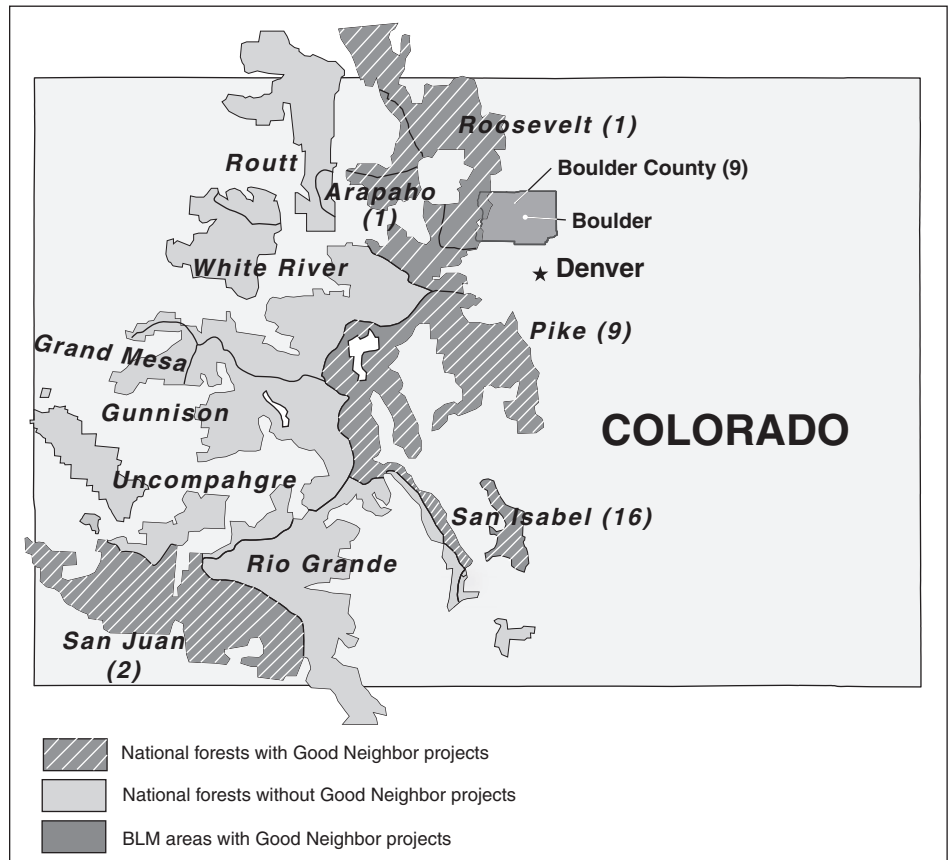 Roosevelt (1)
Routt
Boulder County (9)
Arapaho
(1)
Boulder
White River
Denver
Pike (9)
Grand Mesa
Gunnison
COLORADO
Uncompahgre
San Isabel (16)
Rio Grande
San Juan
(2)
National forests with Good Neighbor projects
National forests without Good Neighbor projects
BLM areas with Good Neighbor projects